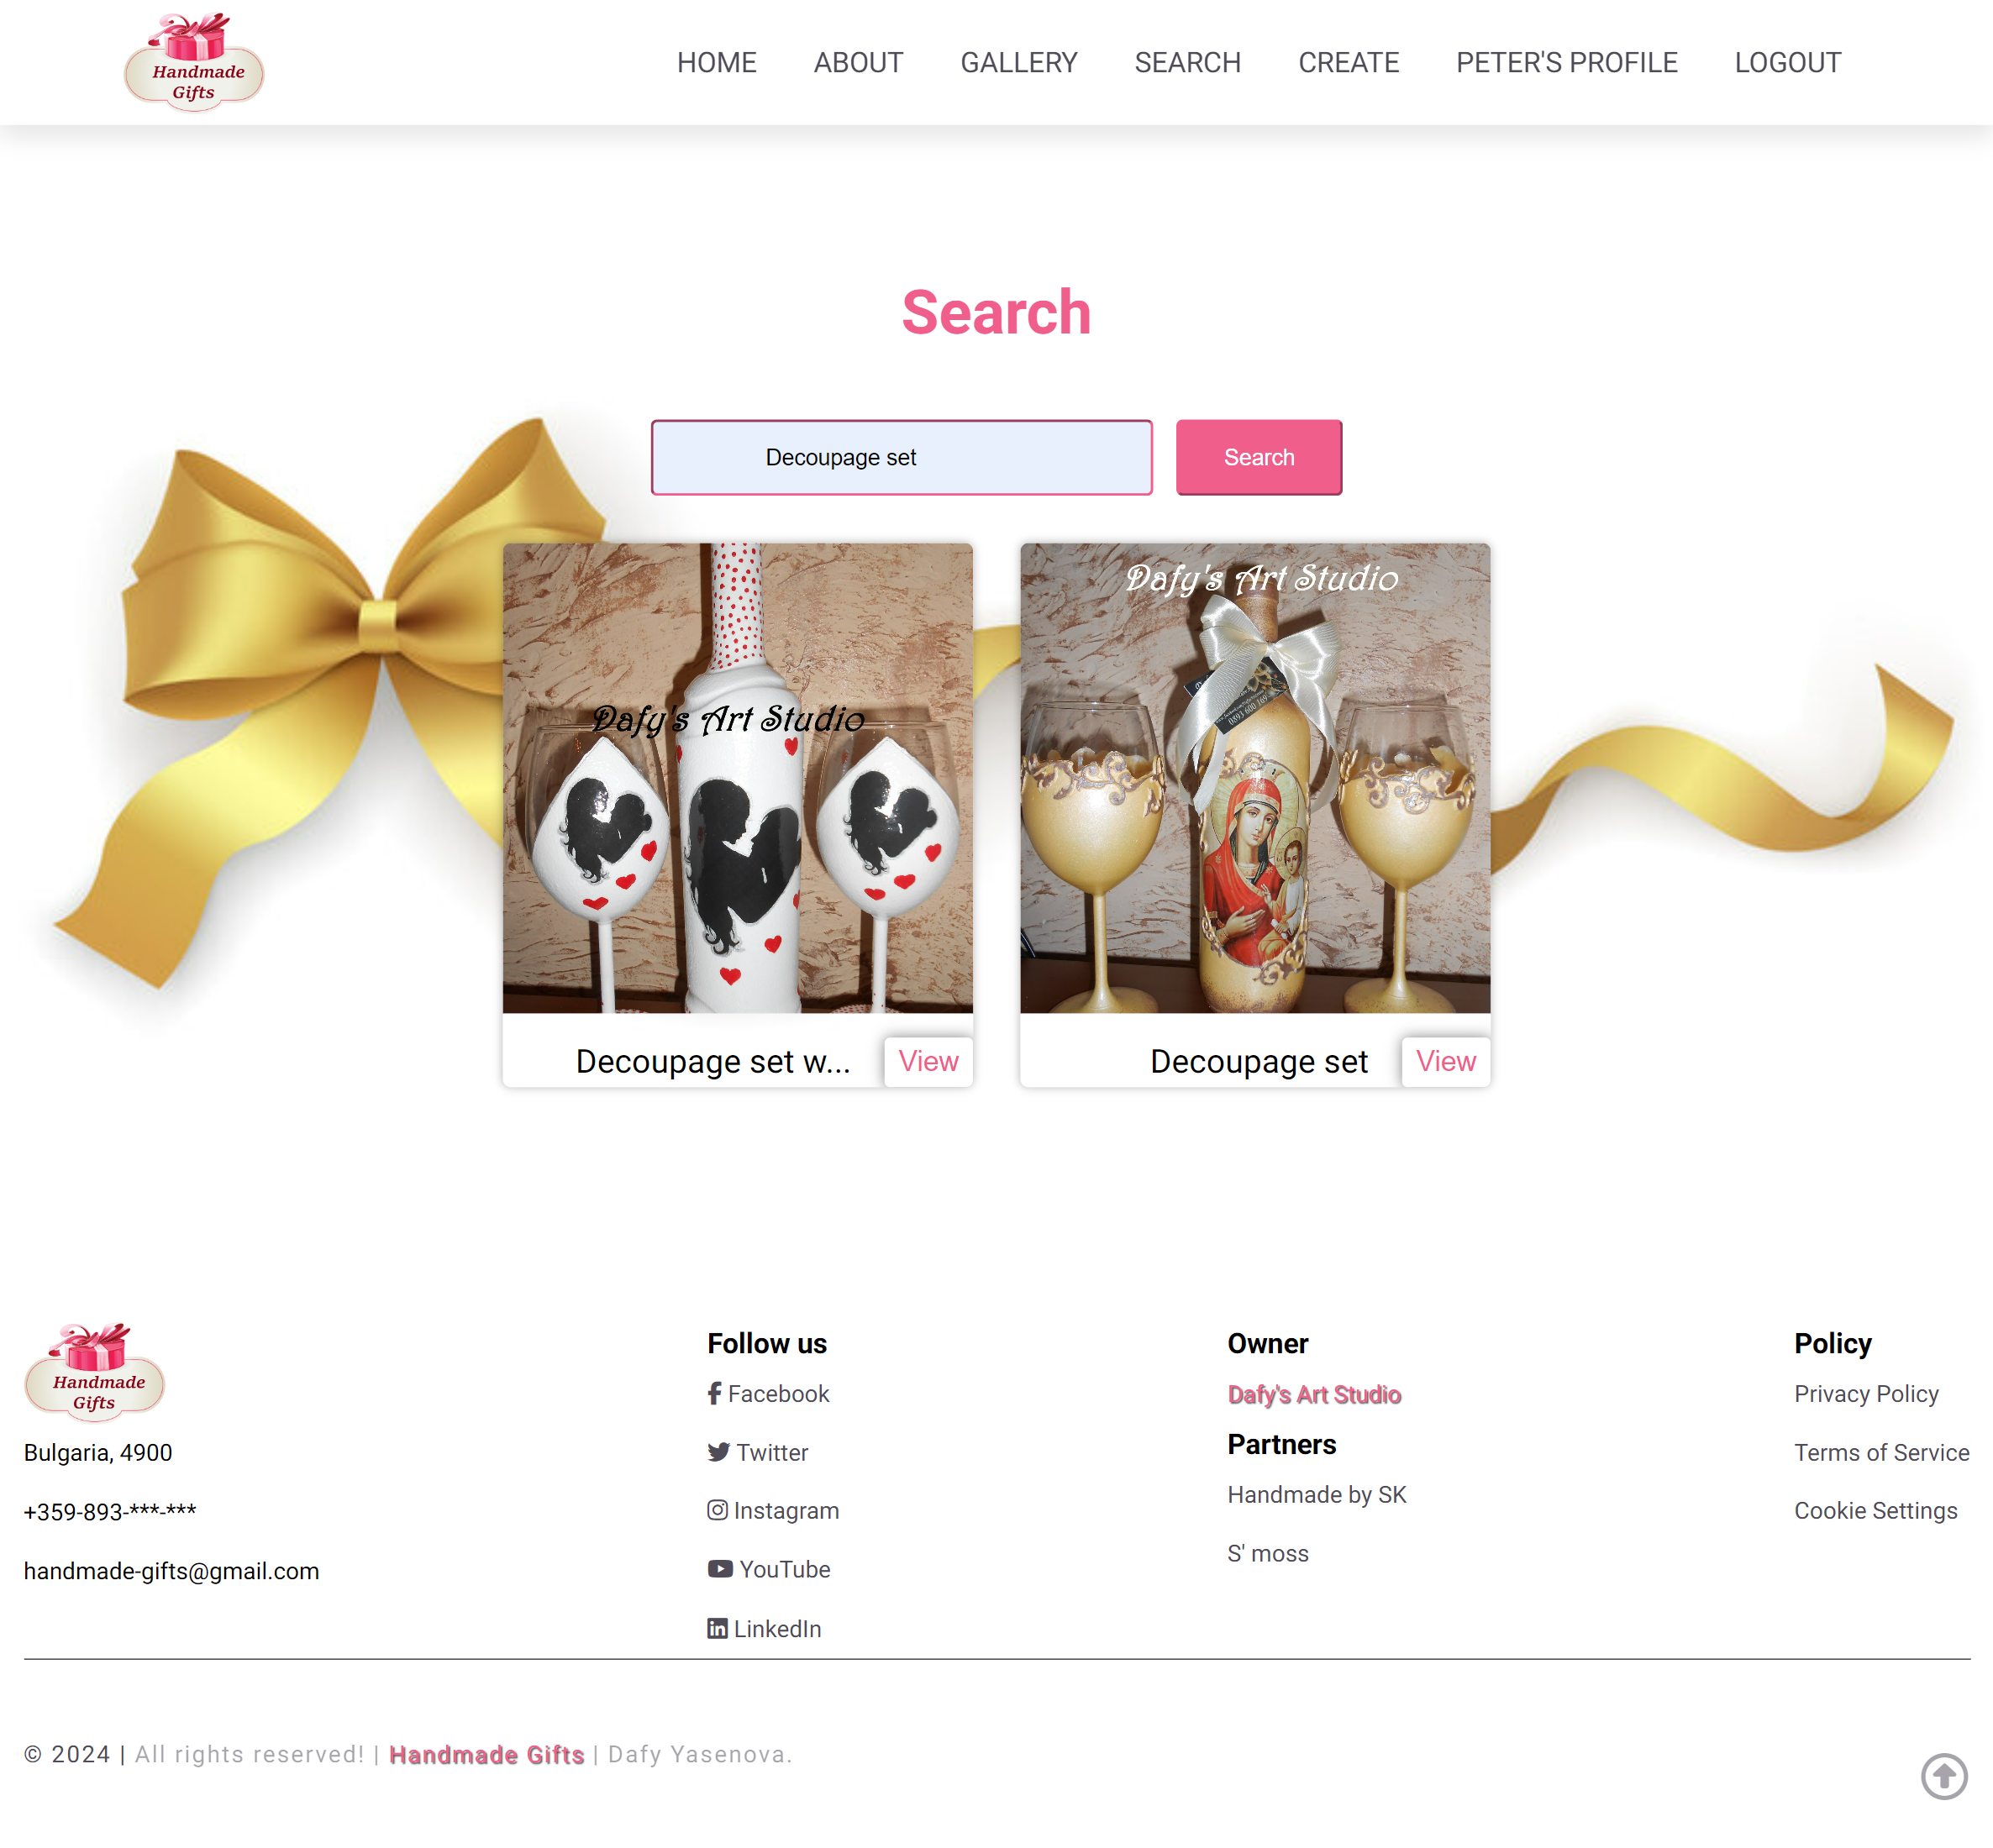 Handmade
Gifts
HOME ABOUT GALLERY SEARCH CREATE PETER'S PROFILE LOGOUT
Search
Decoupage set Search
Dafy's Art Studio
Dafy's Art Studio
0893 600 169
Decoupage set w... View
Decoupage set View
Handmade
Gifts
Bulgaria, 4900
+359-893-***-***
handmade-gifts@gmail.com
Follow us
Facebook
Twitter
Instagram
YouTube
LinkedIn
Owner
Dafy's Art Studio
Partners
Handmade by SK
S' moss
Policy
Privacy Policy
Terms of Service
Cookie Settings
© 2024 | All rights reserved! | Handmade Gifts | Dafy Yasenova.